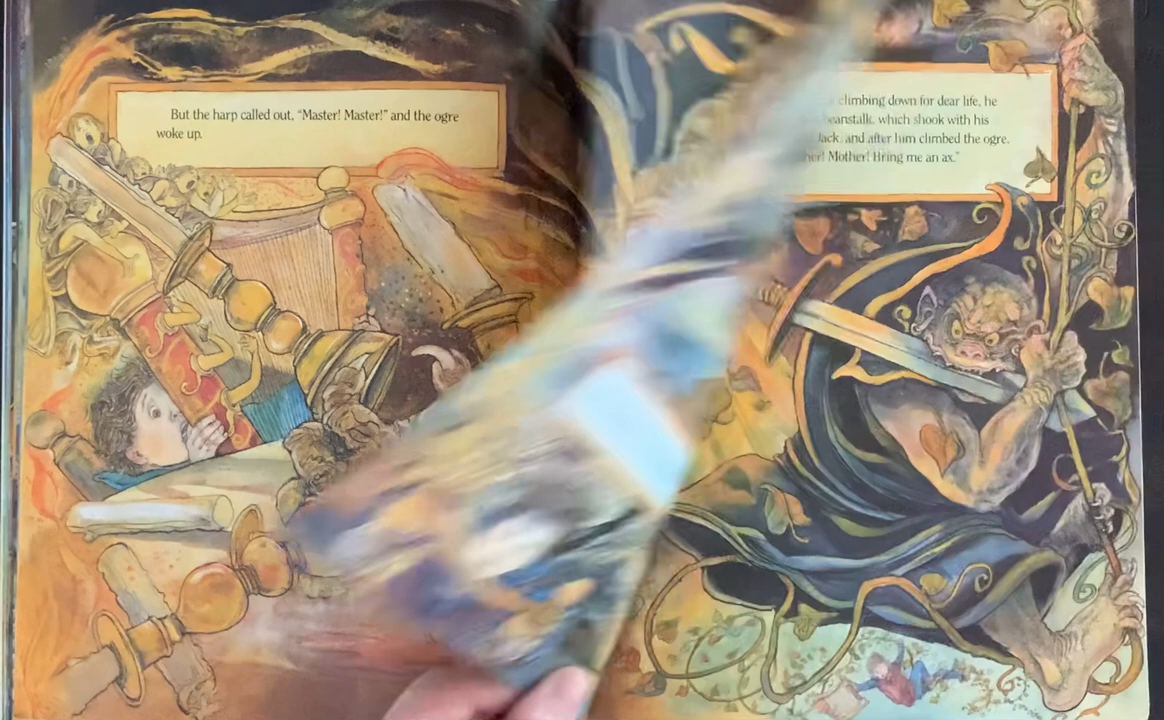 But the harp called out, "Master! Master!" and the ogre
woke up.
climbing down for dear life, he
beanstalk, which shook with his
Jack, and after him climbed the ogre.
Mother! Bring me an ax."